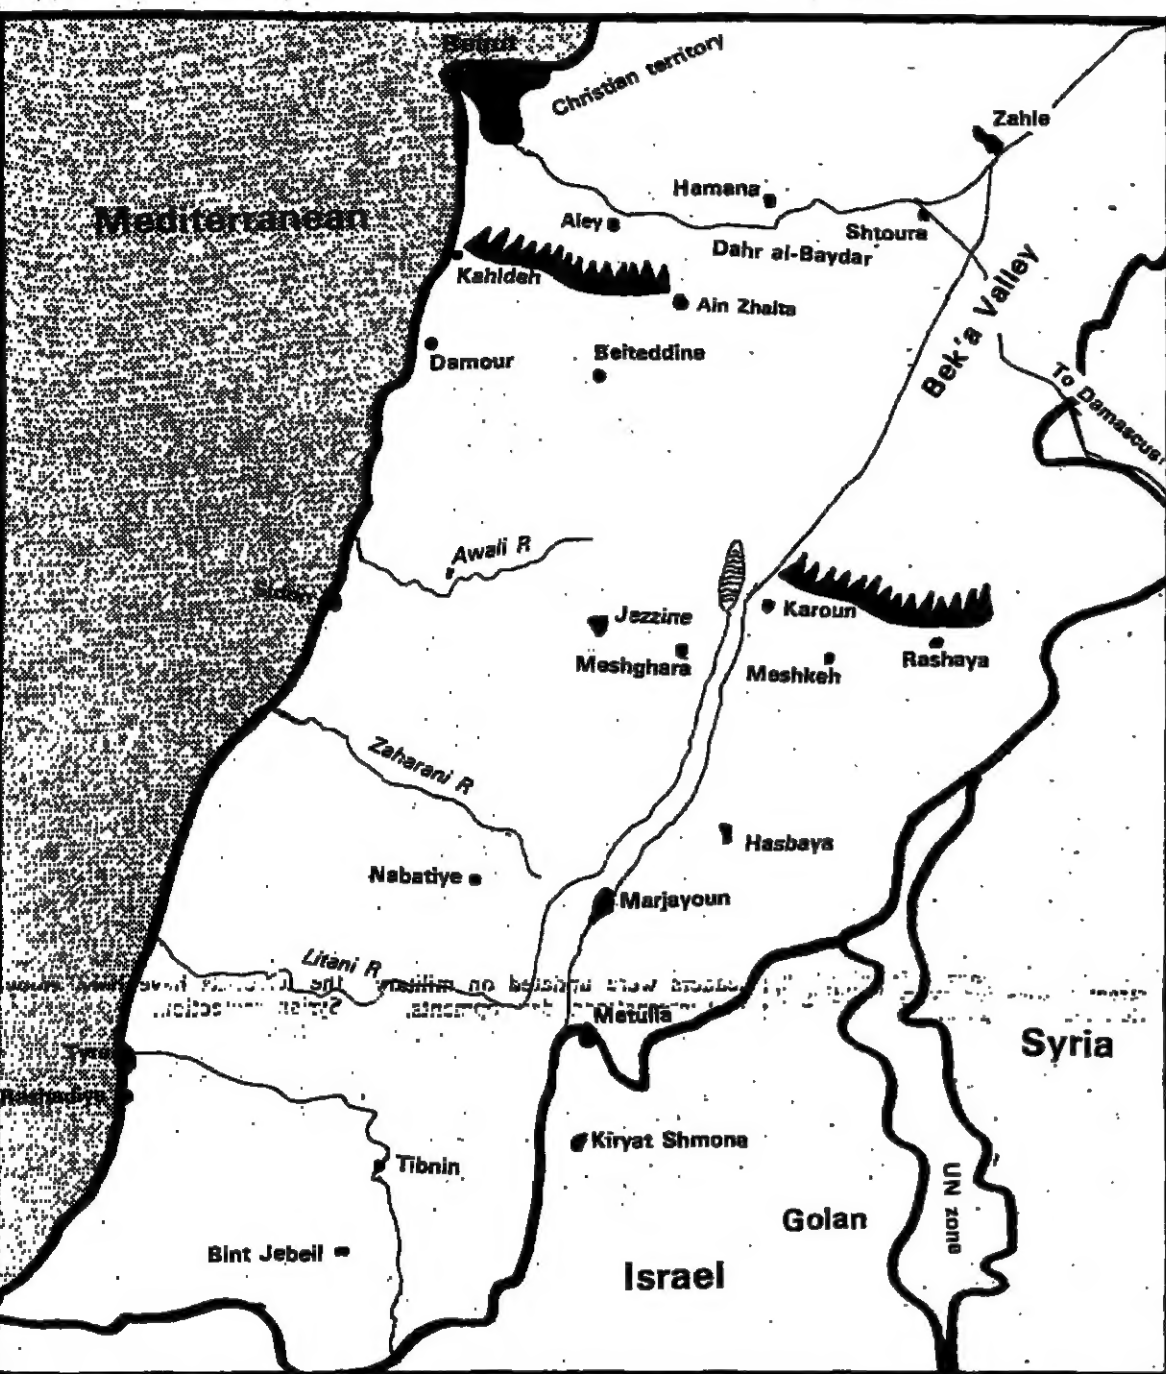 Beirut
Christian territory
Zahle
Hamana
Mediterranean
Aley
Shtoura
Dahr al-Baydar
Kahldeh
Bek'a Valley
Ain Zhalta
Damour
Beiteddine
To Damascus
Awali R
Sidon
Jezzine
Karoun
Meshghara
Meshkeh
Rashaya
Zaharani R
Hasbaya
Nabatiye
Marjayoun
Litani R
Metulla
Syria
Tyre
Rashadiya
Kiryat Shmona
Tibnin
UN zone
Golan
Bint Jebeil
Israel